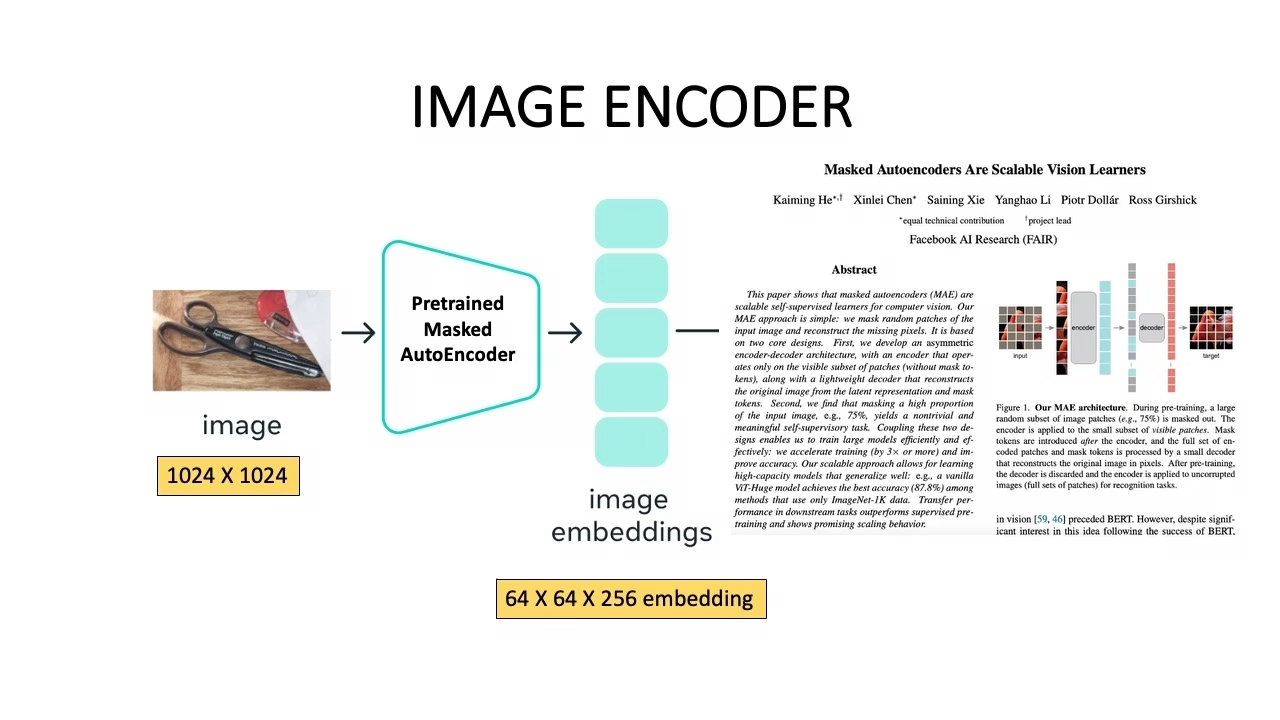 IMAGE ENCODER
image
1024 X 1024
Pretrained
Masked
AutoEncoder
image
embeddings
64 X 64 X 256 embedding
Masked Autoencoders Are Scalable Vision Learners
Kaiming He*,† Xinlei Chen* Saining Xie Yanghao Li Piotr Dollár Ross Girshick
*equal technical contribution †project lead
Facebook AI Research (FAIR)
Abstract
This paper shows that masked autoencoders (MAE) are
scalable self-supervised learners for computer vision. Our
MAE approach is simple: we mask random patches of the
input image and reconstruct the missing pixels. It is based
on two core designs. First, we develop an asymmetric
encoder-decoder architecture, with an encoder that oper-
ates only on the visible subset of patches (without mask to-
kens), along with a lightweight decoder that reconstructs
the original image from the latent representation and mask
tokens. Second, we find that masking a high proportion
of the input image, e.g., 75%, yields a nontrivial and
meaningful self-supervisory task. Coupling these two de-
signs enables us to train large models efficiently and ef-
fectively: we accelerate training (by 3× or more) and im-
prove accuracy. Our scalable approach allows for learning
high-capacity models that generalize well: e.g., a vanilla
ViT-Huge model achieves the best accuracy (87.8%) among
methods that use only ImageNet-1K data. Transfer per-
formance in downstream tasks outperforms supervised pre-
training and shows promising scaling behavior.
encoder
decoder
input
target
Figure 1. Our MAE architecture. During pre-training, a large
random subset of image patches (e.g., 75%) is masked out. The
encoder is applied to the small subset of visible patches. Mask
tokens are introduced after the encoder, and the full set of en-
coded patches and mask tokens is processed by a small decoder
that reconstructs the original image in pixels. After pre-training,
the decoder is discarded and the encoder is applied to uncorrupted
images (full sets of patches) for recognition tasks.
in vision [59, 46] preceded BERT. However, despite signif-
icant interest in this idea following the success of BERT,